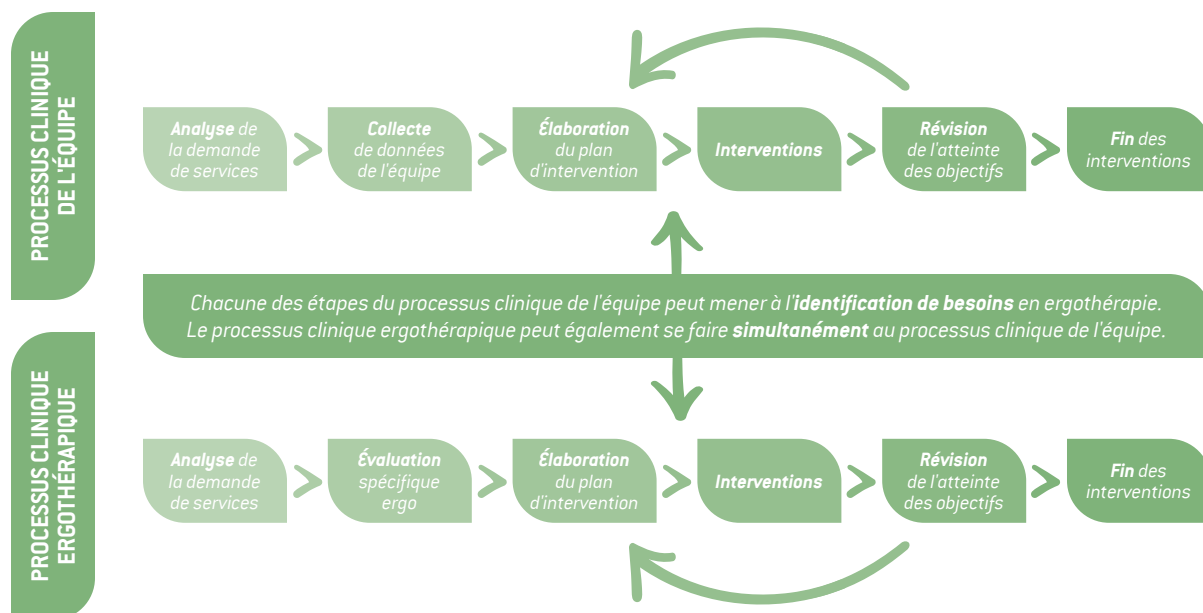 PROCESSUS CLINIQUE
DE L'ÉQUIPE
Analyse de
la demande
de services
Collecte
de données
de l'équipe
Élaboration
du plan
d'intervention
Interventions
Révision
de l'atteinte
des objectifs
Fin des
interventions
Chacune des étapes du processus clinique de l'équipe peut mener à l'identification de besoins en ergothérapie.
Le processus clinique ergothérapique peut également se faire simultanément au processus clinique de l'équipe.
PROCESSUS CLINIQUE
ERGOTHÉRAPIQUE
Analyse de
la demande
de services
Évaluation
spécifique
ergo
Élaboration
du plan
d'intervention
Interventions
Révision
de l'atteinte
des objectifs
Fin des
interventions